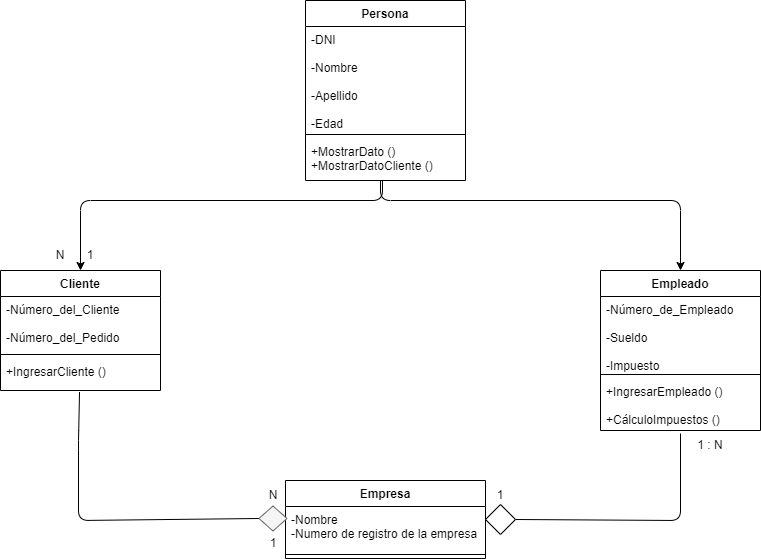 Persona
-DNI
-Nombre
-Apellido
-Edad
+MostrarDato ()
+MostrarDatoCliente ()
N 1
Cliente
-Número_del_Cliente
-Número_del_Pedido
+IngresarCliente ()
Empleado
-Número_de_Empleado
-Sueldo
-Impuesto
+IngresarEmpleado ()
+CálculoImpuestos ()
1 : N
N
1
Empresa
-Nombre
-Numero de registro de la empresa
1